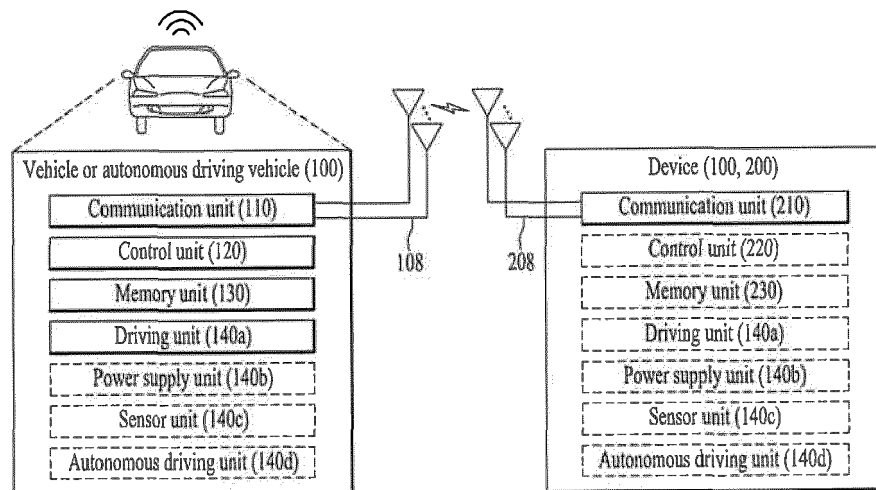 Vehicle or autonomous driving vehicle (100)
Communication unit (110)
Control unit (120)
Memory unit (130)
Driving unit (140a)
Power supply unit (140b)
Sensor unit (140c)
Autonomous driving unit (140d)
108
208
Device (100, 200)
Communication unit (210)
Control unit (220)
Memory unit (230)
Driving unit (140a)
Power supply unit (140b)
Sensor unit (140c)
Autonomous driving unit (140d)